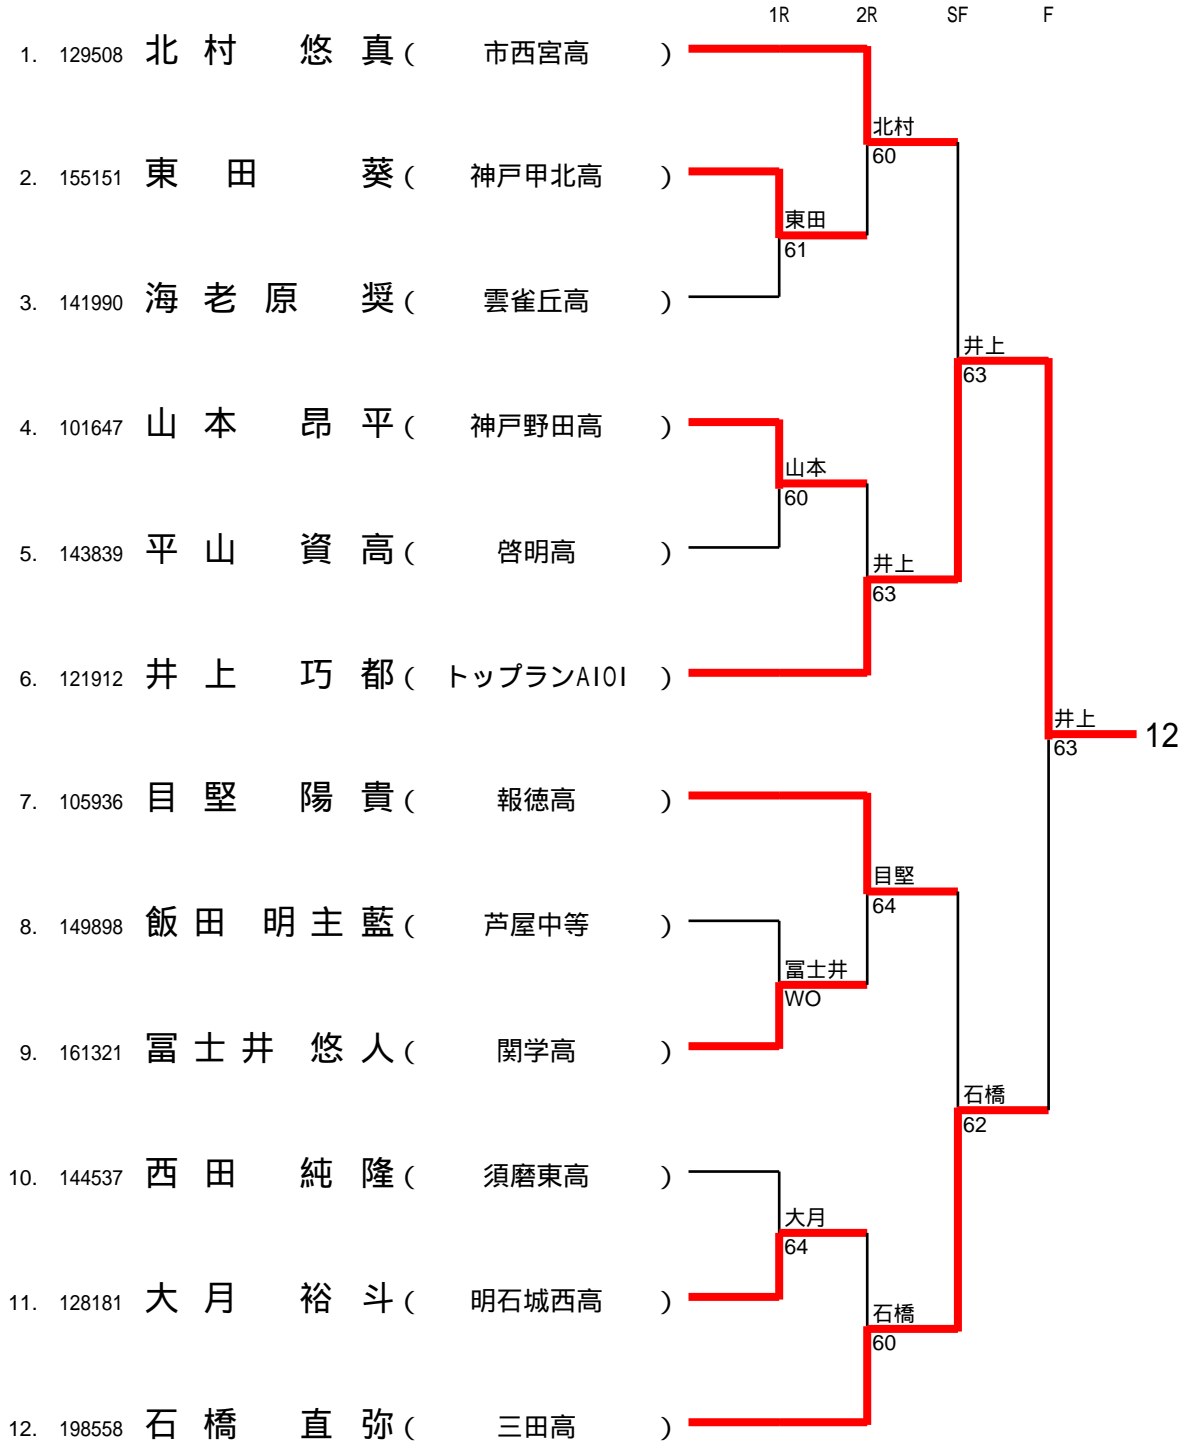 1R 2R SF F
1. 129508 北村 悠真 ( 市西宮高 )
北村
60
2. 155151 東田 葵 ( 神戸甲北高 )
東田
61
3. 141990 海老原 奨 ( 雲雀丘高 )
井上
63
4. 101647 山本 昂平 ( 神戸野田高 )
山本
60
5. 143839 平山 資高 ( 啓明高 )
井上
63
6. 121912 井上 巧都 ( トップランAIOI )
井上
63
12
7. 105936 目堅 陽貴 ( 報徳高 )
目堅
64
8. 149898 飯田 明主藍 ( 芦屋中等 )
冨士井
WO
9. 161321 冨士井 悠人 ( 関学高 )
石橋
62
10. 144537 西田 純隆 ( 須磨東高 )
大月
64
11. 128181 大月 裕斗 ( 明石城西高 )
石橋
60
12. 198558 石橋 直弥 ( 三田高 )